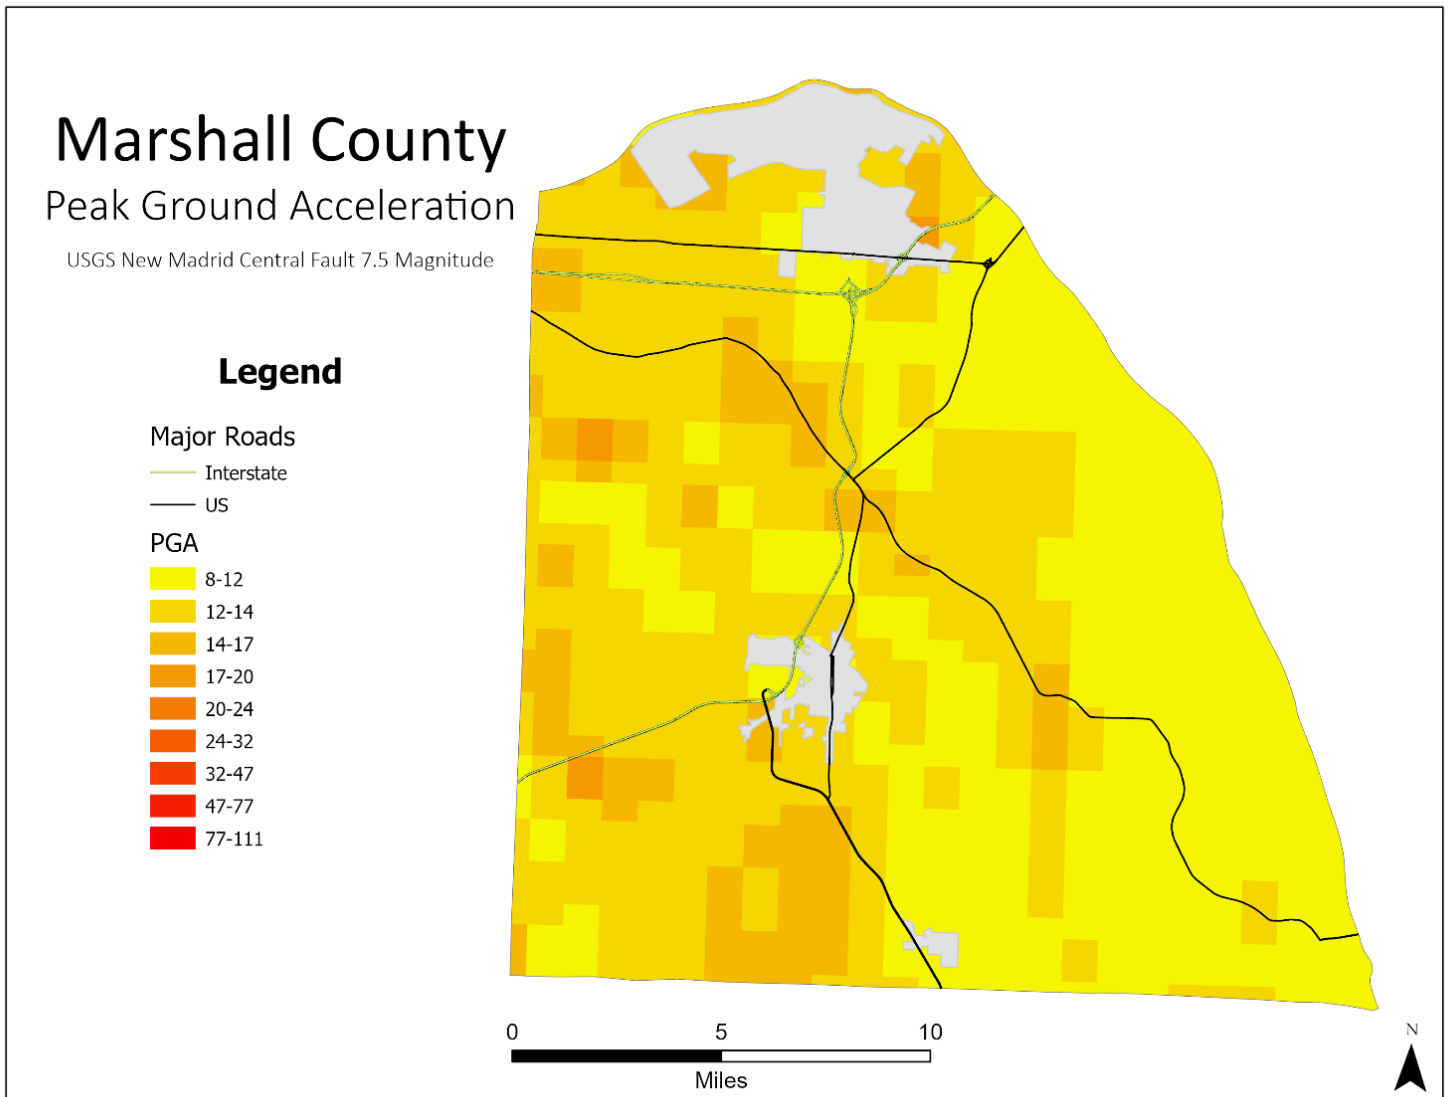 Marshall County
Peak Ground Acceleration
USGS New Madrid Central Fault 7.5 Magnitude
Legend
Major Roads
Interstate
US
PGA
8-12
12-14
14-17
17-20
20-24
24-32
32-47
47-77
77-111
0 5 10
Miles
N